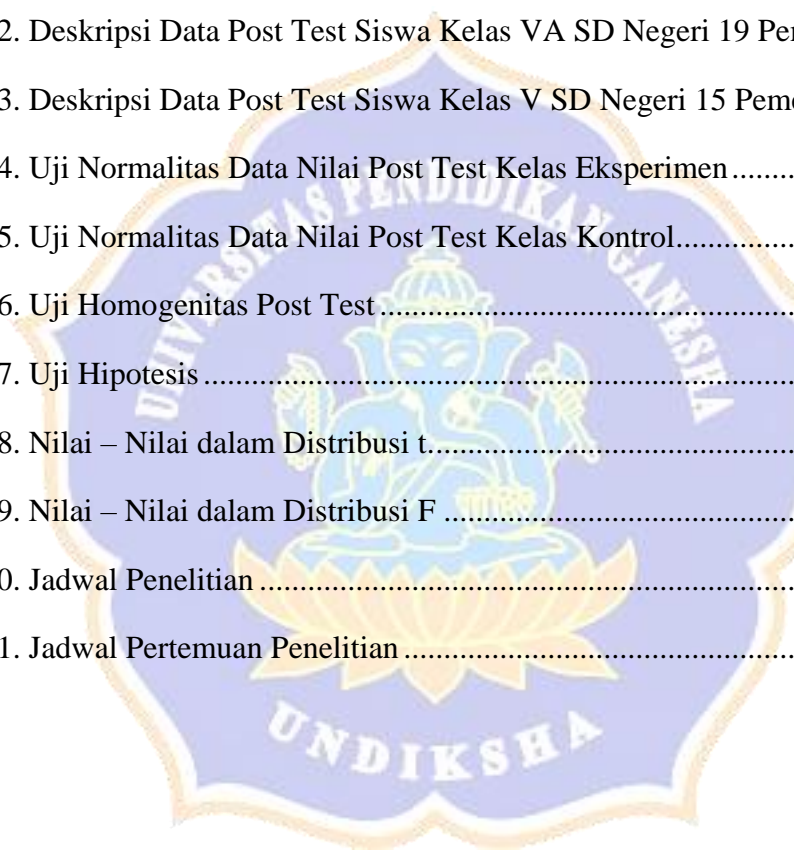 2. Deskripsi Data Post Test Siswa Kelas VA SD Negeri 19
3. Deskripsi Data Post Test Siswa Kelas V SD Negeri 15
4. Uji Normalitas Data Nilai Post Test Kelas Eksperimen ........
5. Uji Normalitas Data Nilai Post Test Kelas Kontrol...............
6. Uji Homogenitas Post Test .....................................................
7. Uji Hipotesis ...........................................................................
8. Nilai – Nilai dalam Distribusi t..............................................
9. Nilai – Nilai dalam Distribusi F .............................................
0. Jadwal Penelitian ....................................................................
1. Jadwal Pertemuan Penelitian ..................................................
UNIVERSITAS PENDIDIKAN GANESHA
UNDIKSHA